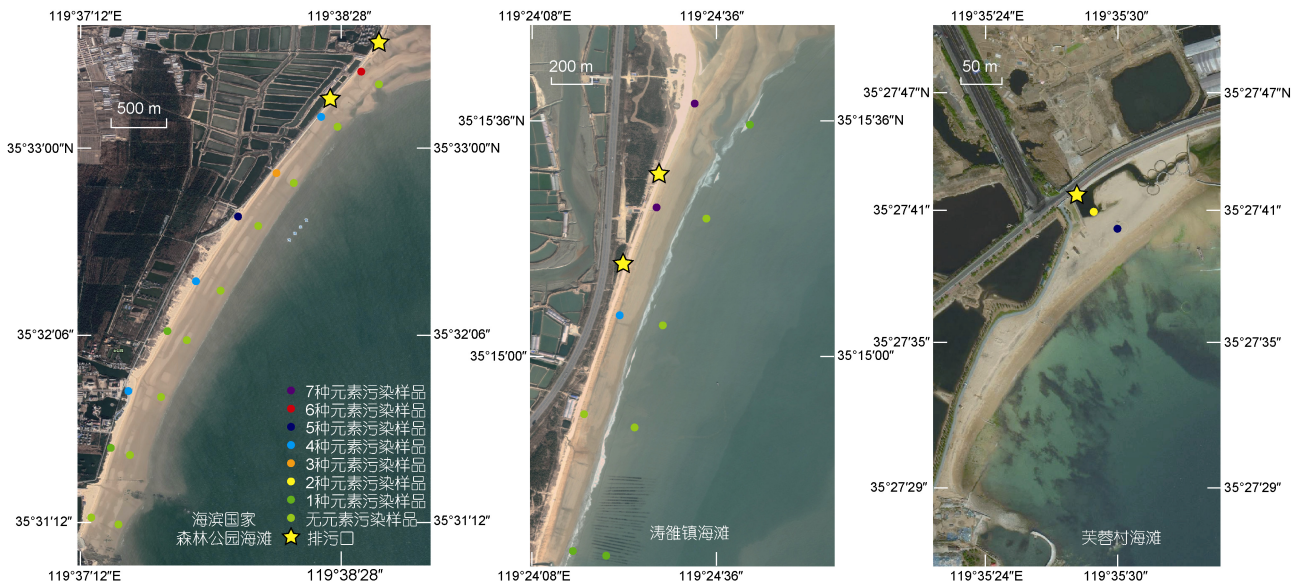 119°37′12″E
119°38′28″
500 m
35°33′00″N
35°33′00″
35°32′06″
35°32′06″
7种元素污染样品
6种元素污染样品
5种元素污染样品
4种元素污染样品
3种元素污染样品
2种元素污染样品
1种元素污染样品
无元素污染样品
排污口
海滨国家
森林公园海滩
35°31′12″
35°31′12″
119°37′12″E
119°38′28″
119°24′08″E
119°24′36″
200 m
35°15′36″N
35°15′36″
35°15′00″
35°15′00″
涛雒镇海滩
119°24′08″E
119°24′36″
119°35′24″E
119°35′30″
50 m
35°27′47″N
35°27′47″N
35°27′41″
35°27′41″
35°27′35″
35°27′35″
35°27′29″
35°27′29″
芙蓉村海滩
119°35′24″E
119°35′30″